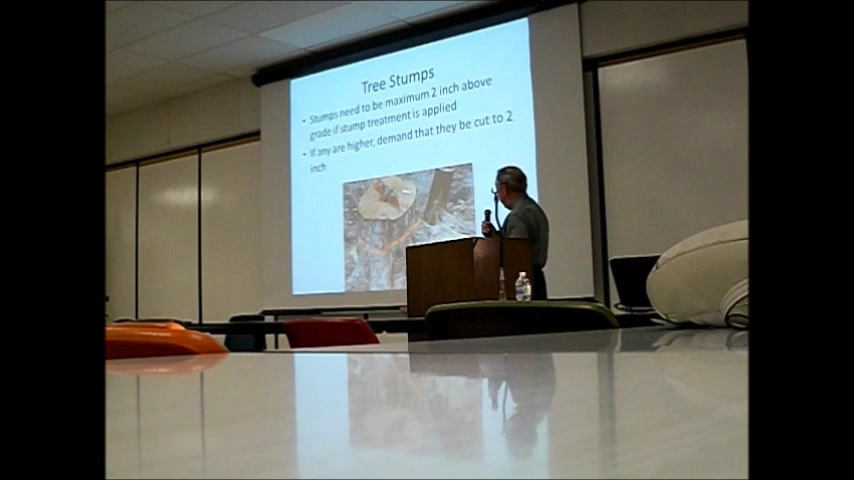 Tree Stumps
• Stumps need to be maximum 2 inch above
grade if stump treatment is applied
• If any are higher, demand that they be cut to 2
inch